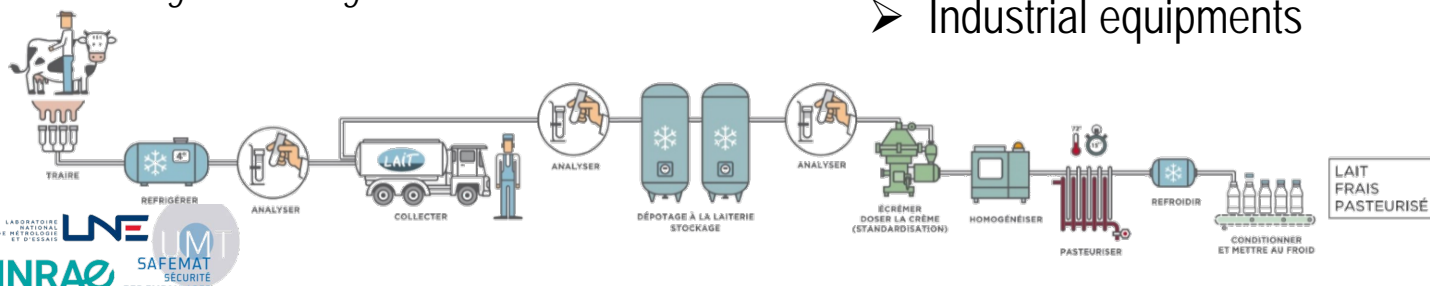 ➤ Industrial equipments
TRAIRE
4°
REFRIGÉRER
ANALYSER
LAIT
COLLECTER
ANALYSER
DÉPOTAGE À LA LAITERIE
STOCKAGE
ANALYSER
ÉCRÉMER
DOSER LA CRÈME
(STANDARDISATION)
HOMOGÉNÉISER
PASTEURISER
REFROIDIR
CONDITIONNER
ET METTRE AU FROID
LAIT
FRAIS
PASTEURISÉ
LABORATOIRE
NATIONAL
DE MÉTROLOGIE
ET D'ESSAIS
LNE
UMT
SAFEMAT
SÉCURITÉ
INRAE